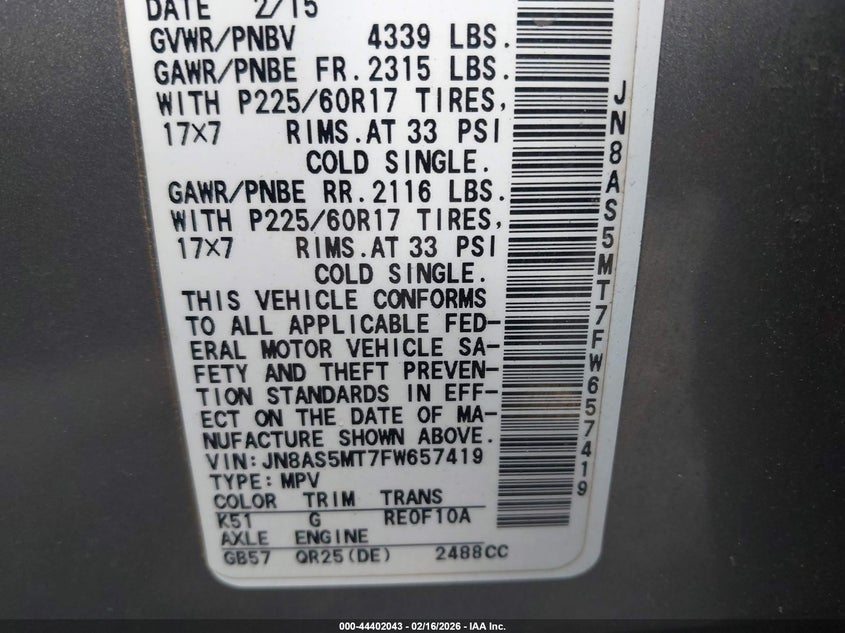 DATE 2/15
GVWR/PNBV 4339 LBS.
GAWR/PNBE FR. 2315 LBS.
WITH P225/60R17 TIRES,
17X7 RIMS. AT 33 PSI
COLD SINGLE.
GAWR/PNBE RR. 2116 LBS.
WITH P225/60R17 TIRES,
17X7 RIMS. AT 33 PSI
COLD SINGLE.
THIS VEHICLE CONFORMS
TO ALL APPLICABLE FED-
ERAL MOTOR VEHICLE SA-
FETY AND THEFT PREVEN-
TION STANDARDS IN EFF-
ECT ON THE DATE OF MA-
NUFACTURE SHOWN ABOVE.
VIN:JN8AS5MT7FW657419
TYPE: MPV
COLOR TRIM TRANS
K51 G RE0F10A
AXLE ENGINE
GB57 QR25(DE) 2488CC
JN8AS5MT7FW657419
000-44402043 - 02/16/2026 - IAA Inc.